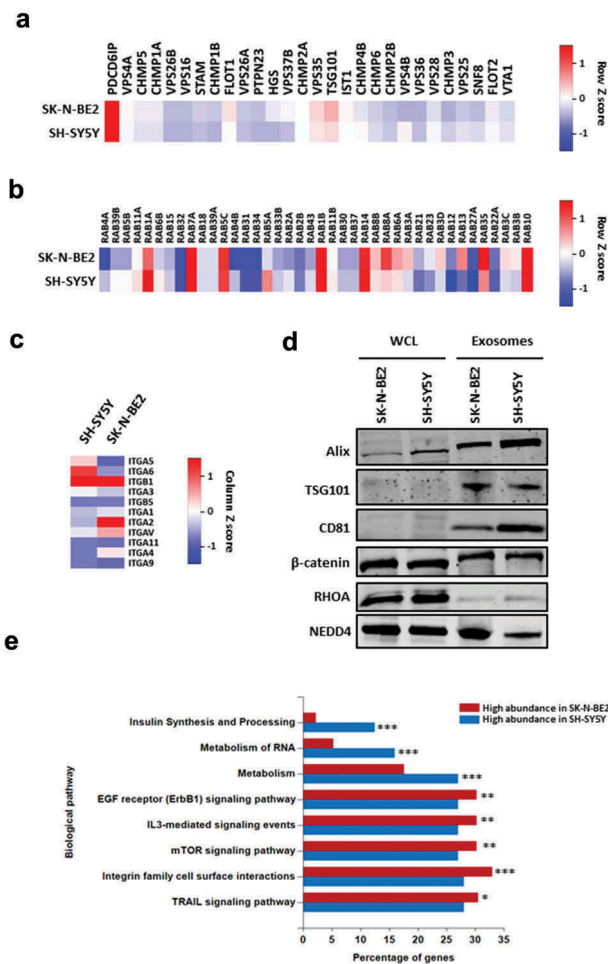 a
PDCD6IP
VPS4A
CHMP5
CHMP1A
VPS26B
VPS16
STAM
CHMP1B
FLOT1
VPS26A
PTPN23
HGS
VPS37B
CHMP2A
VPS35
TSG101
IST1
CHMP4B
CHMP6
CHMP2B
VPS4B
VPS36
VPS28
CHMP3
VPS25
SNF8
FLOT2
VTA1
SK-N-BE2
SH-SY5Y
1
0
-1
Row Z score
b
RAB4A
RAB39B
RAB5B
RAB11A
RAB1A
RAB6B
RAB15
RAB32
RAB7A
RAB18
RAB39A
RAB5C
RAB4B
RAB31
RAB34
RAB5A
RAB33B
RAB2A
RAB2B
RAB43
RAB1B
RAB11B
RAB30
RAB37
RAB14
RAB8B
RAB8A
RAB6A
RAB3A
RAB21
RAB23
RAB3D
RAB27A
RAB12
RAB13
RAB35
RAB22A
RAB3C
RAB3B
RAB10
SK-N-BE2
SH-SY5Y
1
0
-1
Row Z score
c
SH-SY5Y
SK-N-BE2
ITGA5
ITGA6
ITGB1
ITGA3
ITGB5
ITGA1
ITGA2
ITGAV
ITGA11
ITGA4
ITGA9
1
0
-1
Column Z score
d
WCL
Exosomes
SK-N-BE2
SH-SY5Y
SK-N-BE2
SH-SY5Y
Alix
TSG101
CD81
β-catenin
RHOA
NEDD4
e
High abundance in SK-N-BE2
High abundance in SH-SY5Y
Biological pathway
Insulin Synthesis and Processing
***
Metabolism of RNA
***
Metabolism
***
EGF receptor (ErbB1) signaling pathway
**
IL3-mediated signaling events
**
mTOR signaling pathway
**
Integrin family cell surface interactions
***
TRAIL signaling pathway
*
0 5 10 15 20 25 30 35
Percentage of genes